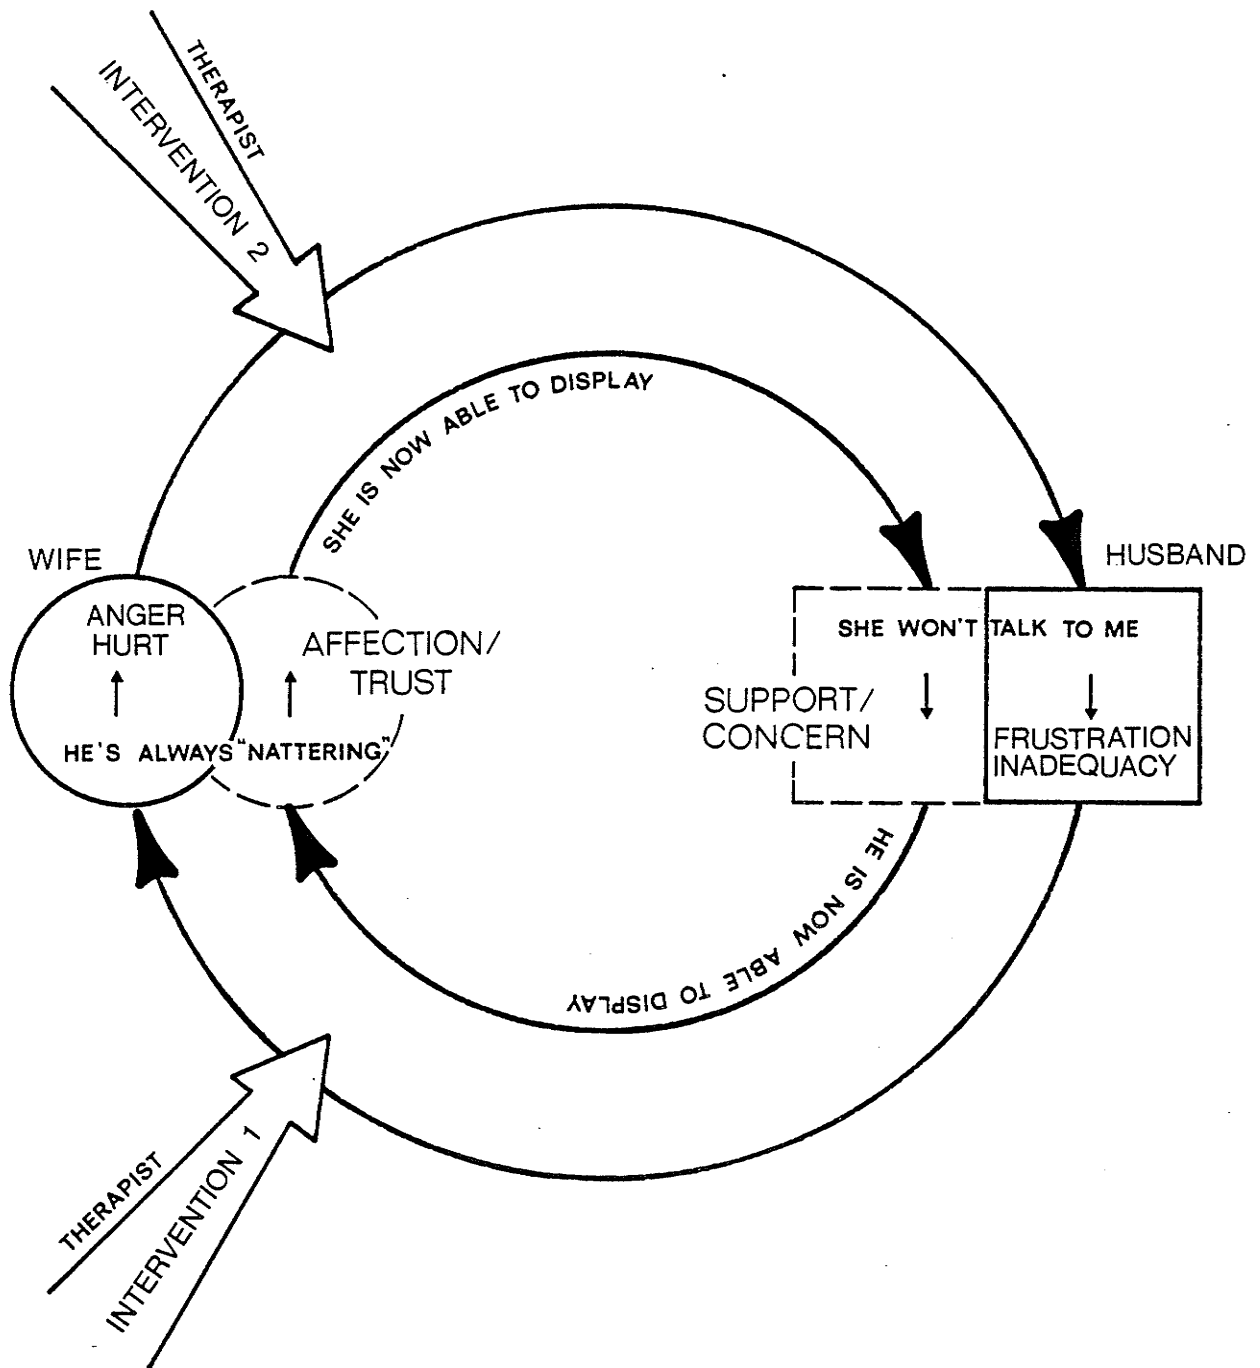 THERAPIST
INTERVENTION 2
SHE IS NOW ABLE TO DISPLAY
WIFE
HUSBAND
ANGER
HURT
AFFECTION/
TRUST
HE'S ALWAYS "NATTERING"
SHE WON'T TALK TO ME
SUPPORT/
CONCERN
FRUSTRATION
INADEQUACY
HE IS NOW ABLE TO DISPLAY
THERAPIST
INTERVENTION 1